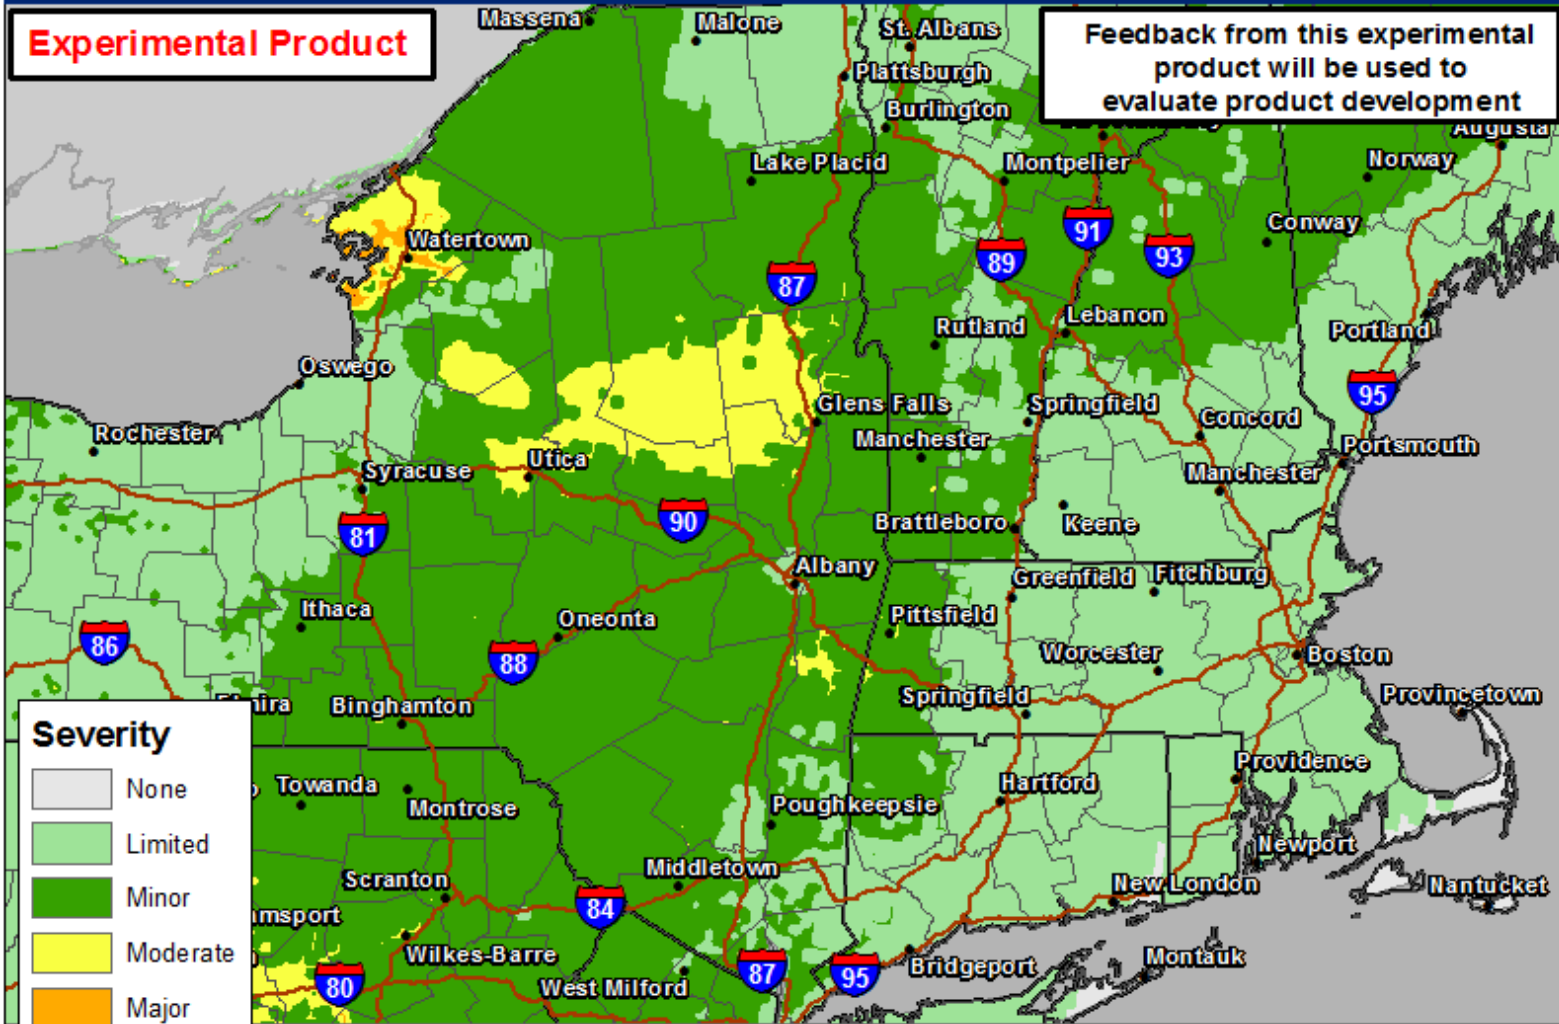 Experimental Product
Feedback from this experimental
product will be used to
evaluate product development
Massena
Malone
St. Albans
Plattsburgh
Burlington
Augusta
Lake Placid
Montpelier
Norway
Watertown
91
Conway
89
93
87
Rutland
Lebanon
Portland
Oswego
95
Glens Falls
Springfield
Concord
Rochester
Manchester
Portsmouth
Syracuse
Utica
Manchester
81
90
Brattleboro
Keene
Albany
Greenfield
Fitchburg
Ithaca
Oneonta
Pittsfield
86
88
Worcester
Boston
Binghamton
Springfield
Provincetown
Severity
None
Limited
Minor
Moderate
Major
Towanda
Montrose
Poughkeepsie
Hartford
Providence
Middletown
Newport
Scranton
84
New London
Nantucket
amsport
Wilkes-Barre
80
West Milford
87
95
Bridgeport
Montauk